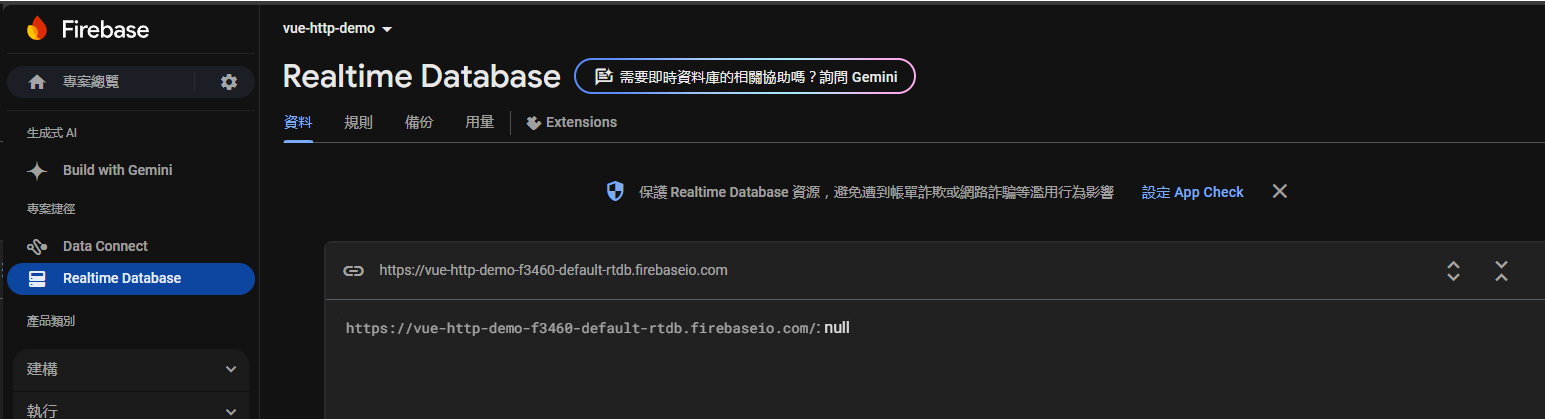 Firebase
專案總覽
生成式 AI
Build with Gemini
專案捷徑
Data Connect
Realtime Database
產品類別
建構
執行
vue-http-demo
Realtime Database
需要即時資料庫的相關協助嗎？詢問 Gemini
資料 規則 備份 用量 Extensions
保護 Realtime Database 資源，避免遭到帳單詐欺或網路詐騙等濫用行為影響 設定 App Check
https://vue-http-demo-f3460-default-rtdb.firebaseio.com
https://vue-http-demo-f3460-default-rtdb.firebaseio.com/: null